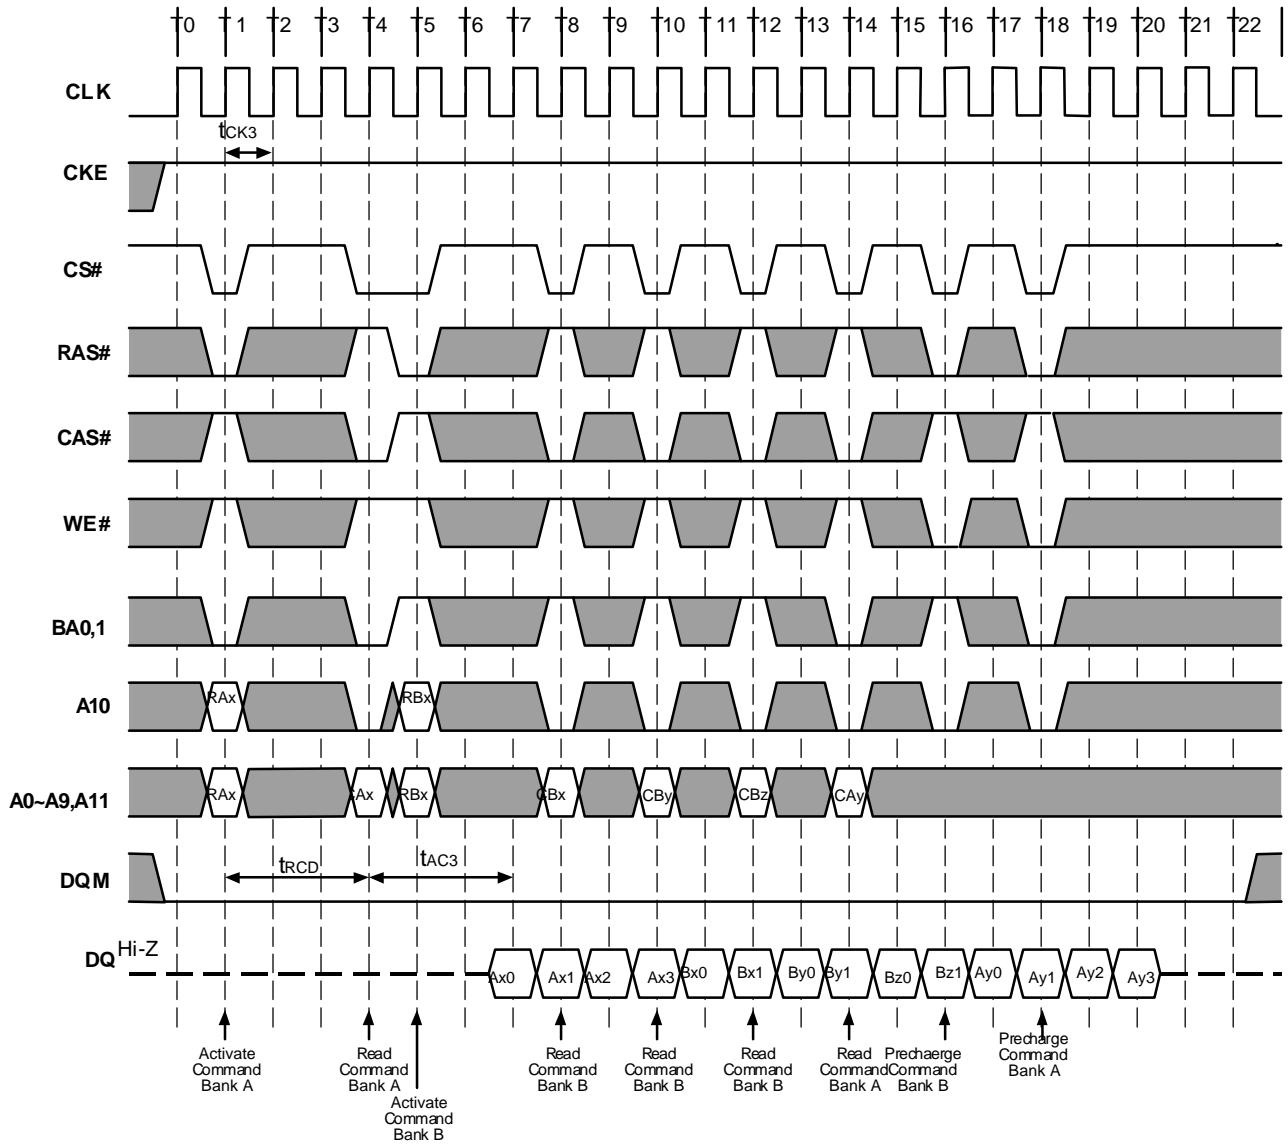 T0 T1 T2 T3 T4 T5 T6 T7 T8 T9 T10 T11 T12 T13 T14 T15 T16 T17 T18 T19 T20 T21 T22
CLK
tCK3
CKE
CS#
RAS#
CAS#
WE#
BA0,1
A10
RAx RBx
A0~A9,A11
RAx CAx RBx CBx CBy CBz CAy
DQM
tRCD tAC3
DQ Hi-Z
Ax0 Ax1 Ax2 Ax3 Bx0 Bx1 By0 By1 Bz0 Bz1 Ay0 Ay1 Ay2 Ay3
Activate
Command
Bank A
Read
Command
Bank A
Activate
Command
Bank B
Read
Command
Bank B
Read
Command
Bank B
Read
Command
Bank B
Read
Command
Bank A
Prechaerge
Command
Bank B
Precharge
Command
Bank A